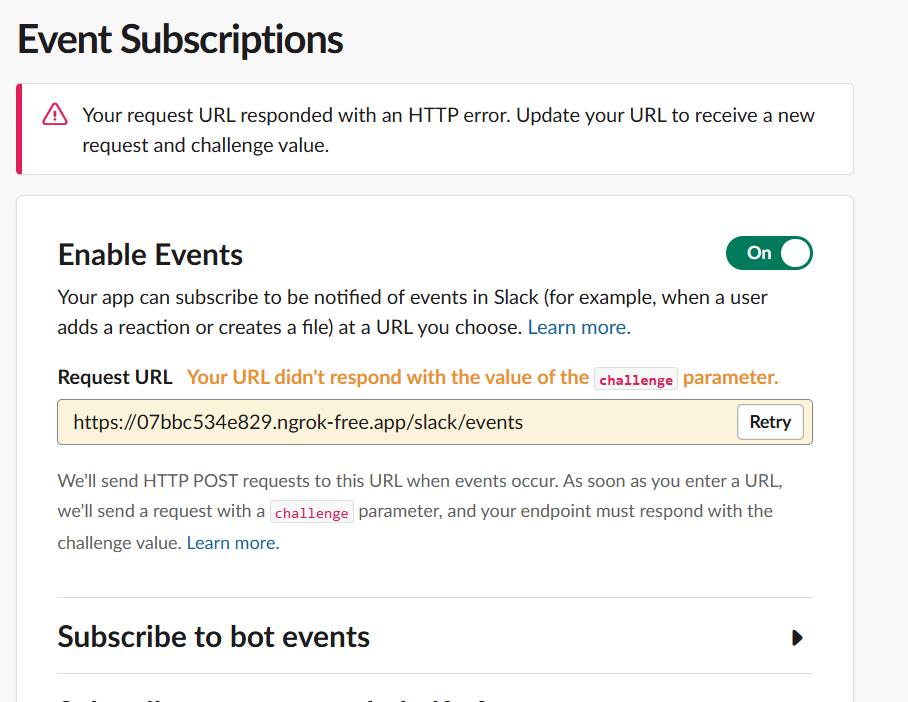 Event Subscriptions
Your request URL responded with an HTTP error. Update your URL to receive a new
request and challenge value.
Enable Events
On
Your app can subscribe to be notified of events in Slack (for example, when a user
adds a reaction or creates a file) at a URL you choose. Learn more.
Request URL Your URL didn't respond with the value of the challenge parameter.
https://07bbc534e829.ngrok-free.app/slack/events Retry
We’ll send HTTP POST requests to this URL when events occur. As soon as you enter a URL,
we’ll send a request with a challenge parameter, and your endpoint must respond with the
challenge value. Learn more.
Subscribe to bot events